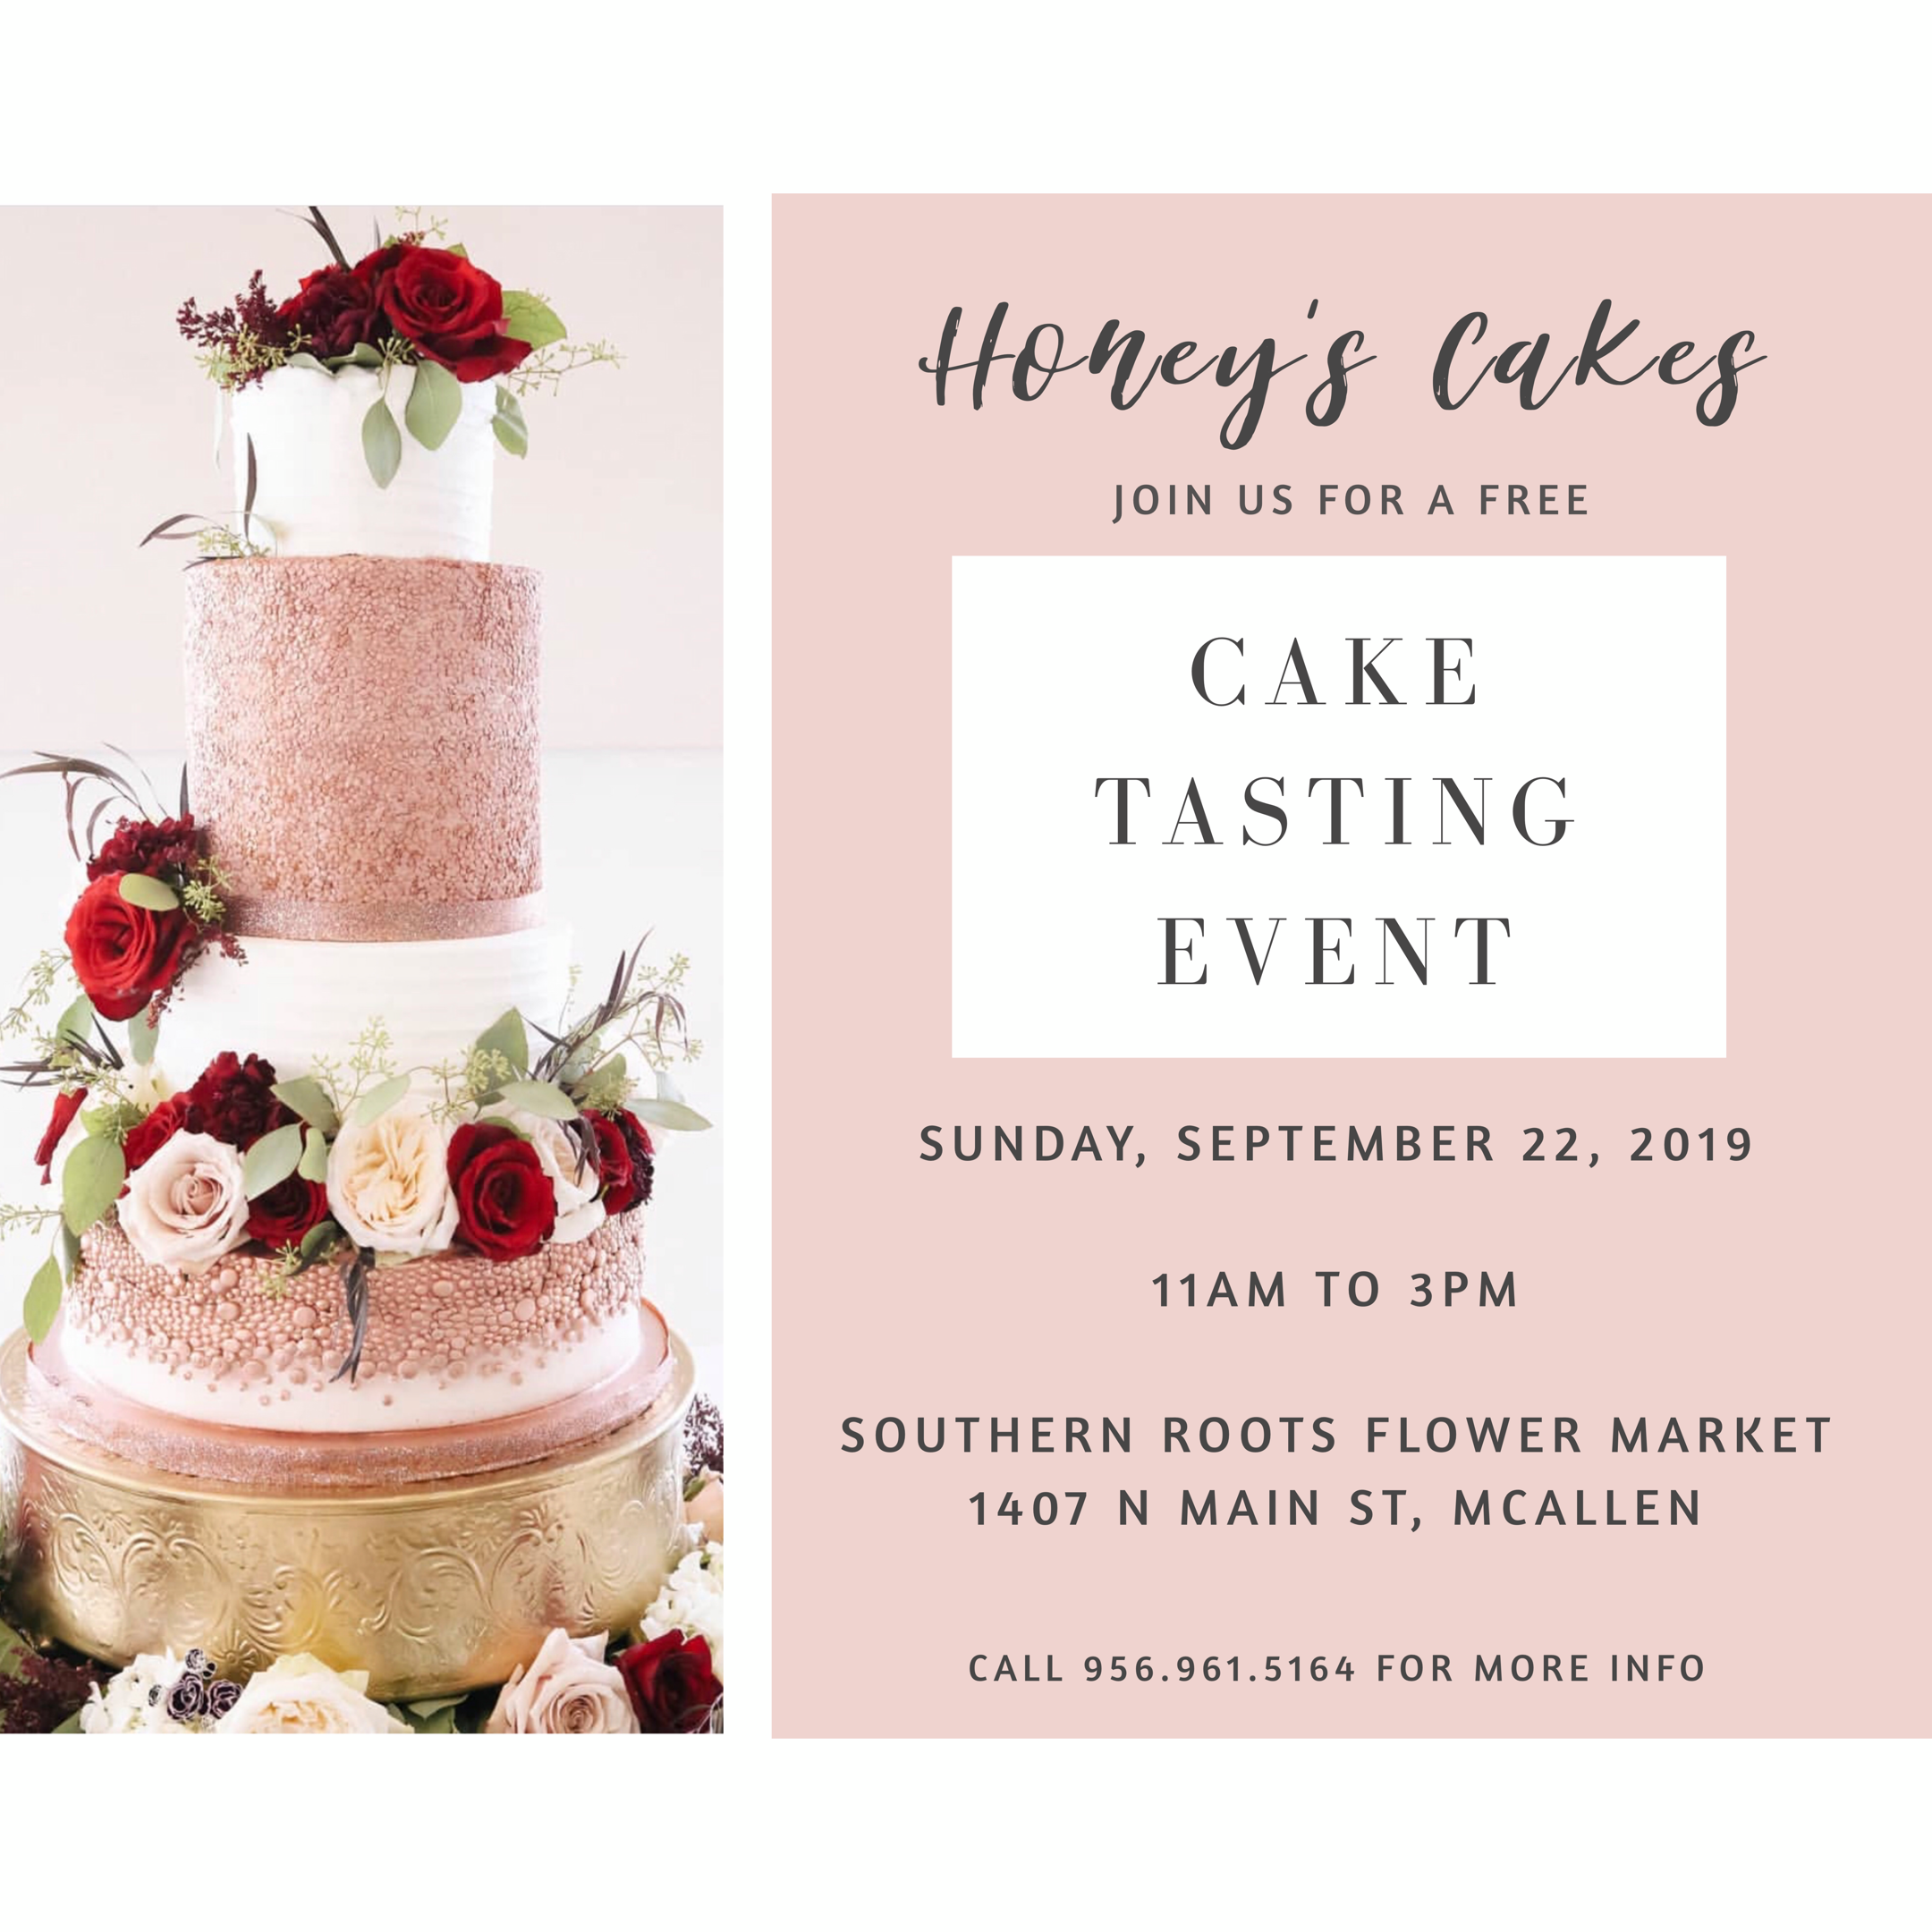 Honey's Cakes
JOIN US FOR A FREE
CAKE
TASTING
EVENT
SUNDAY, SEPTEMBER 22, 2019
11AM TO 3PM
SOUTHERN ROOTS FLOWER MARKET
1407 N MAIN ST, MCALLEN
CALL 956.961.5164 FOR MORE INFO